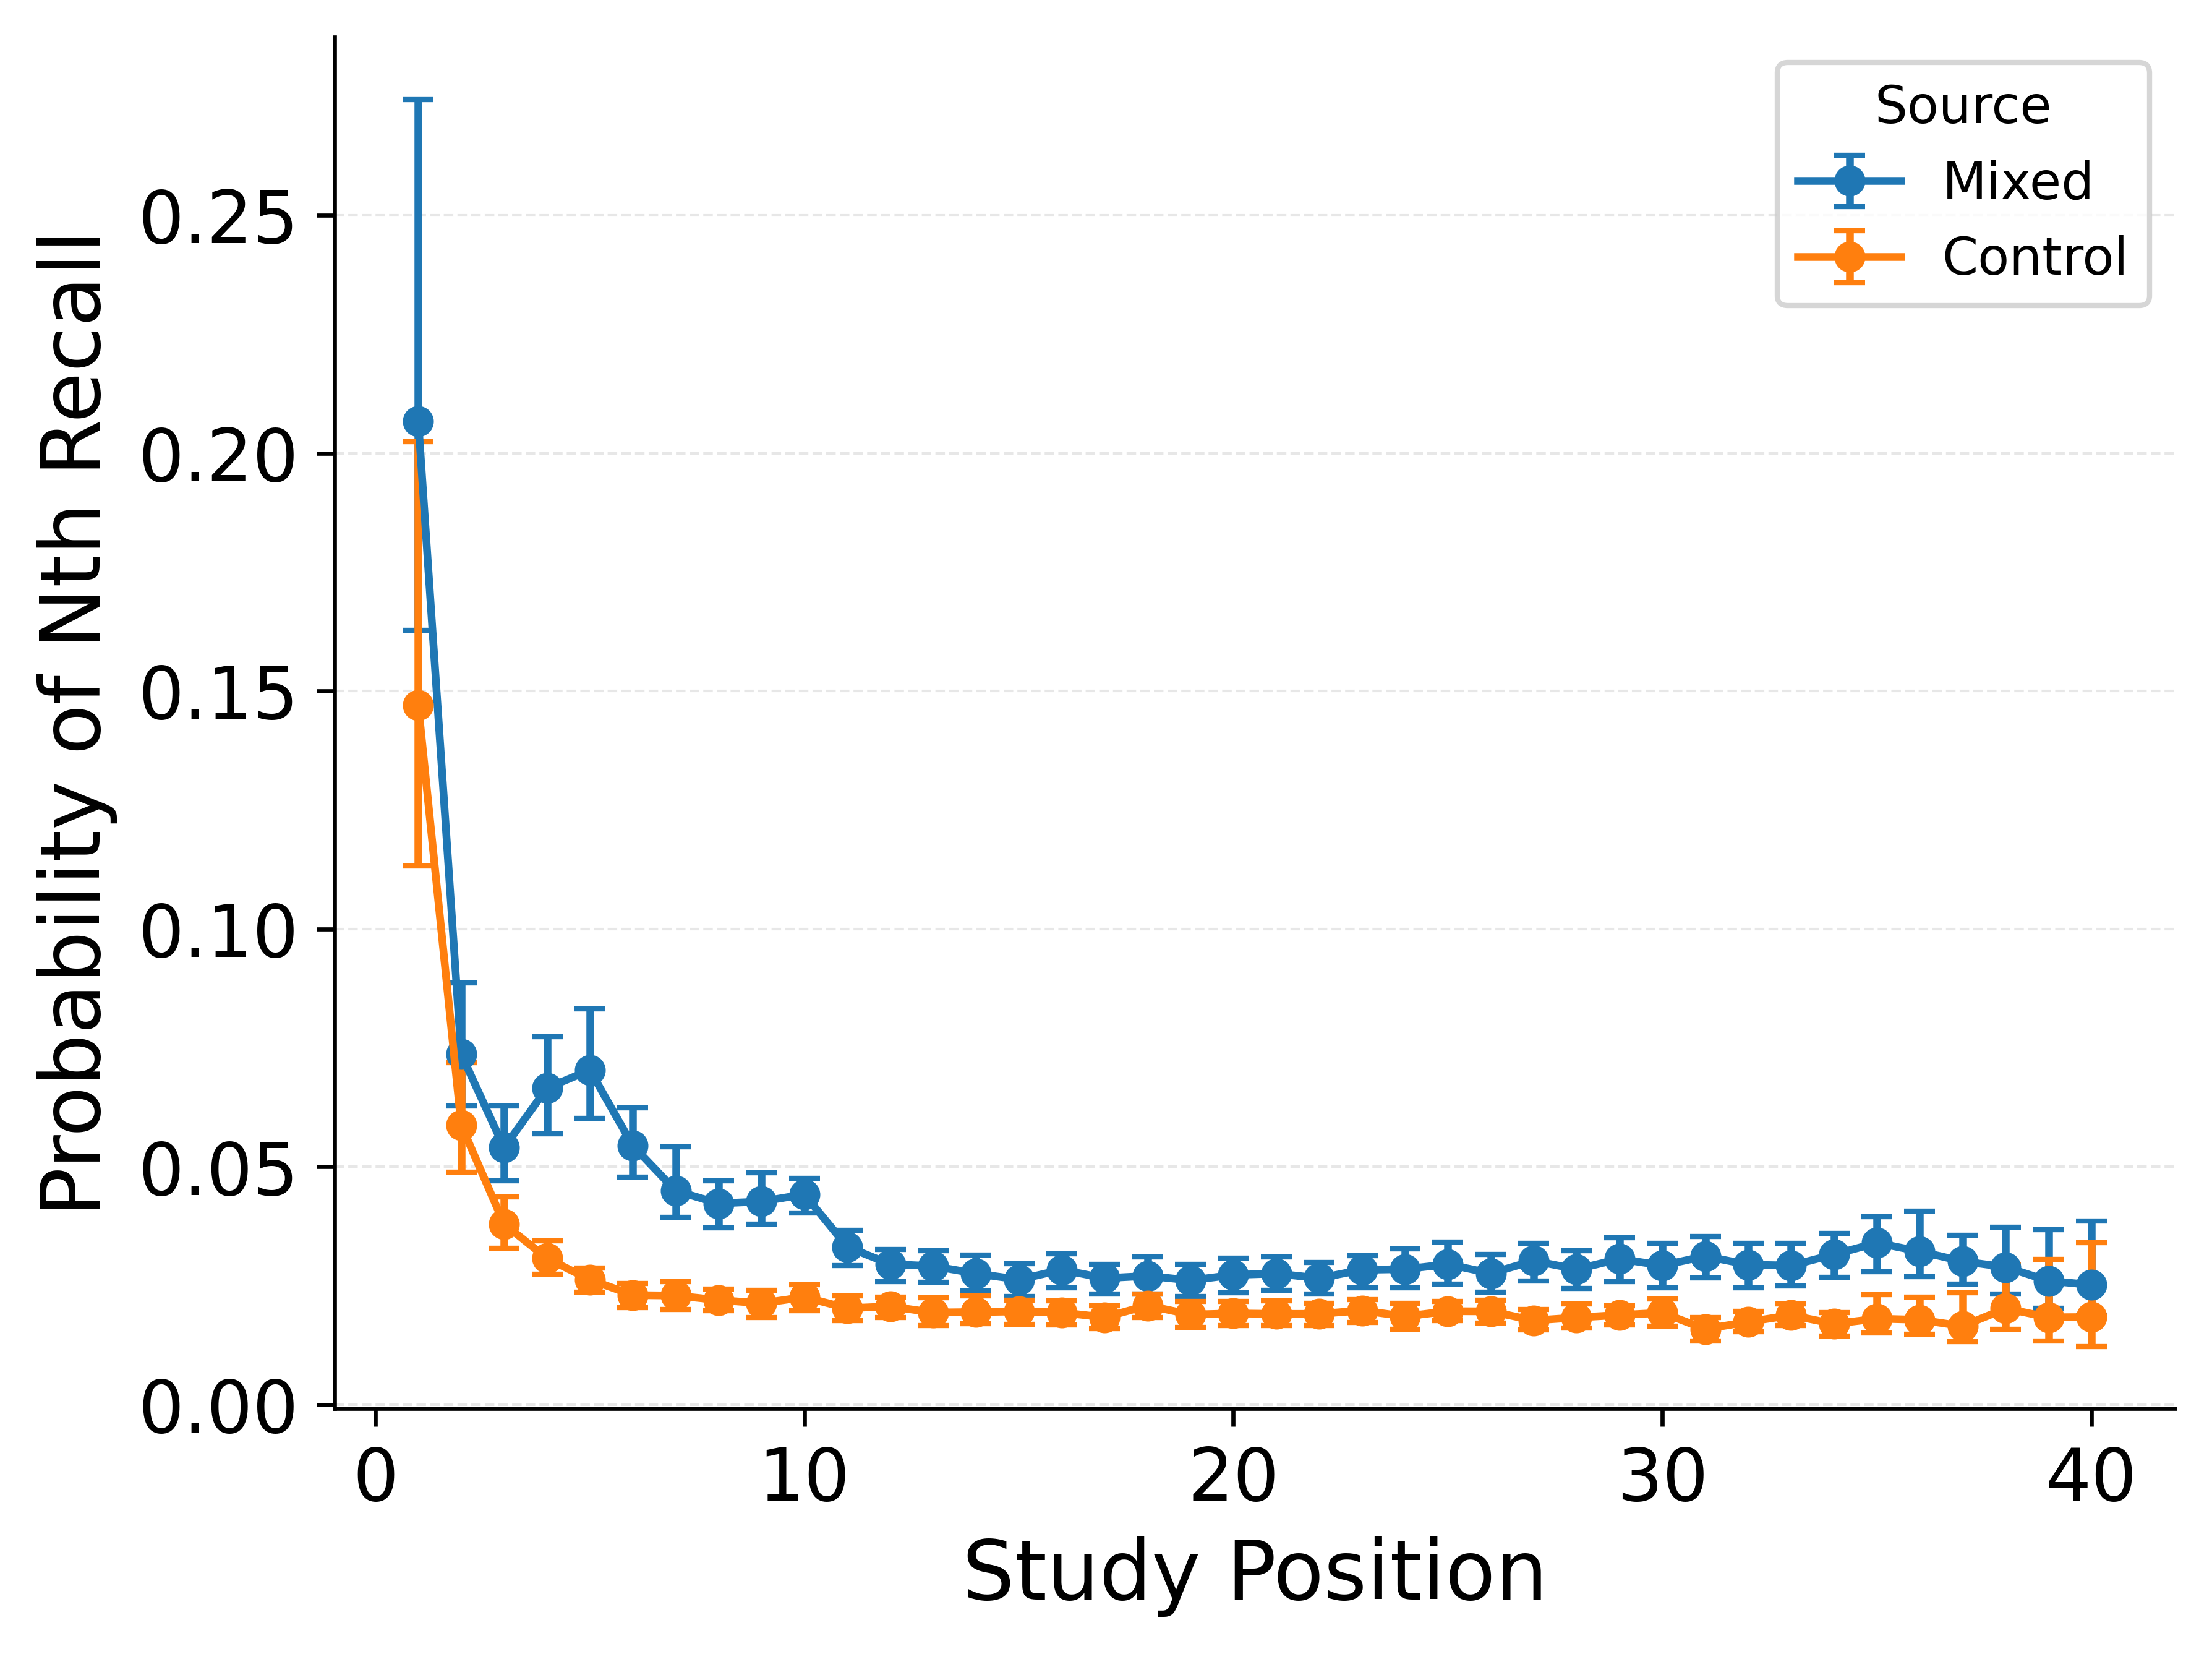 Source
Mixed
Control
Probability of Nth Recall
0.25
0.20
0.15
0.10
0.05
0.00
0 10 20 30 40
Study Position